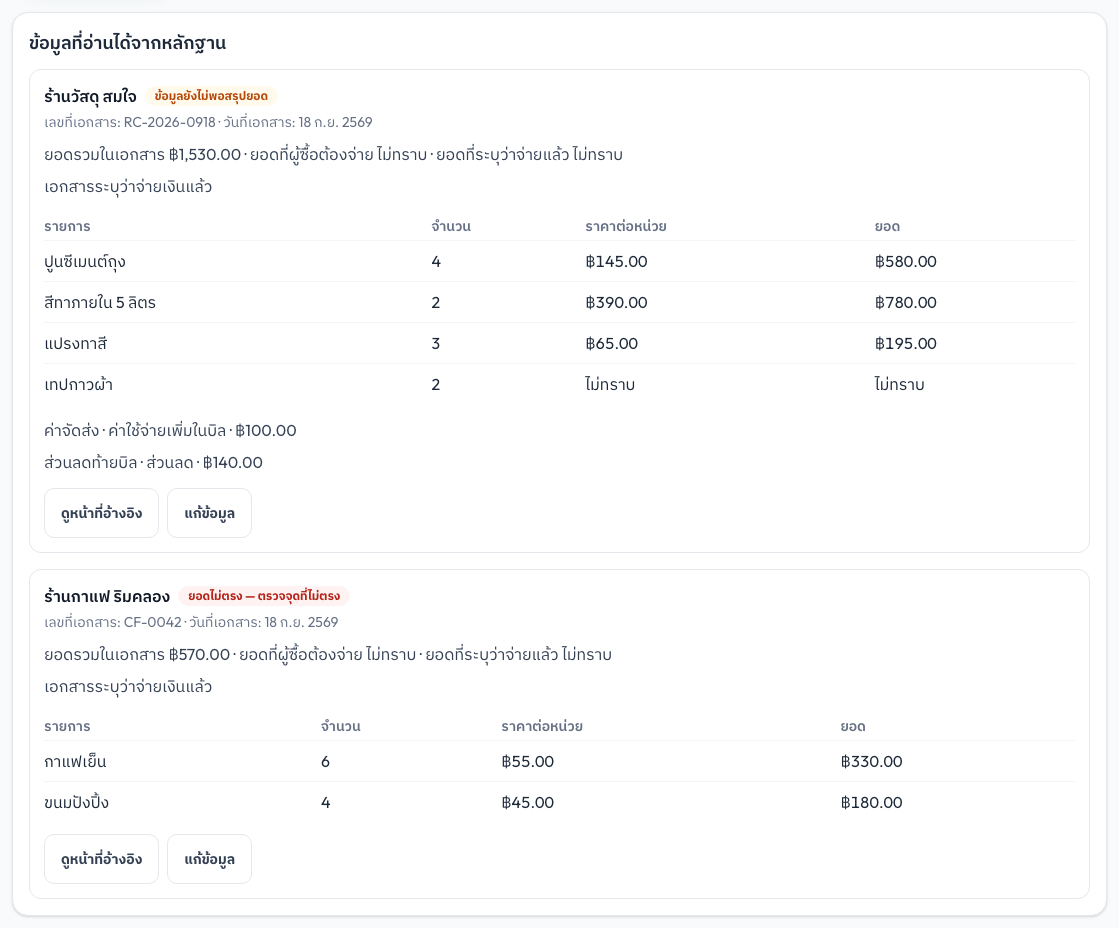 ข้อมูลที่อ่านได้จากหลักฐาน
ร้านวัสดุ สมใจ ข้อมูลยังไม่พอสรุปยอด
เลขที่เอกสาร: RC-2026-0918 · วันที่เอกสาร: 18 ก.ย. 2569
ยอดรวมในเอกสาร ฿1,530.00 · ยอดที่ผู้ซื้อต้องจ่าย ไม่ทราบ · ยอดที่ระบุว่าจ่ายแล้ว ไม่ทราบ
เอกสารระบุว่าจ่ายเงินแล้ว
รายการ จำนวน ราคาต่อหน่วย ยอด
ปูนซีเมนต์ถุง 4 ฿145.00 ฿580.00
สีทาภายใน 5 ลิตร 2 ฿390.00 ฿780.00
แปรงทาสี 3 ฿65.00 ฿195.00
เทปกาวผ้า 2 ไม่ทราบ ไม่ทราบ
ค่าจัดส่ง · ค่าใช้จ่ายเพิ่มในบิล · ฿100.00
ส่วนลดท้ายบิล · ส่วนลด · ฿140.00
ดูหน้าที่อ้างอิง แก้ข้อมูล
ร้านกาแฟ ริมคลอง ยอดไม่ตรง — ตรวจจุดที่ไม่ตรง
เลขที่เอกสาร: CF-0042 · วันที่เอกสาร: 18 ก.ย. 2569
ยอดรวมในเอกสาร ฿570.00 · ยอดที่ผู้ซื้อต้องจ่าย ไม่ทราบ · ยอดที่ระบุว่าจ่ายแล้ว ไม่ทราบ
เอกสารระบุว่าจ่ายเงินแล้ว
รายการ จำนวน ราคาต่อหน่วย ยอด
กาแฟเย็น 6 ฿55.00 ฿330.00
ขนมปังปิ้ง 4 ฿45.00 ฿180.00
ดูหน้าที่อ้างอิง แก้ข้อมูล